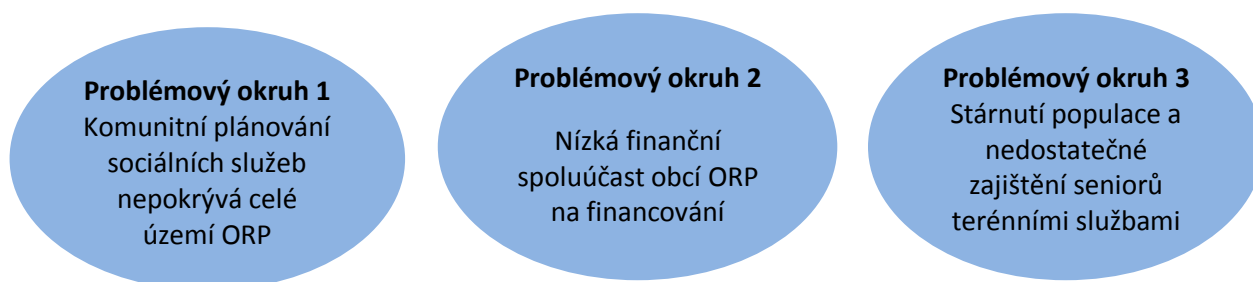 Problémový okruh 1
Komunitní plánování
sociálních služeb
nepokrývá celé
území ORP
Problémový okruh 2
Nízká finanční
spoluúčast obcí ORP
na financování
Problémový okruh 3
Stárnutí populace a
nedostatečné
zajištění seniorů
terénními službami